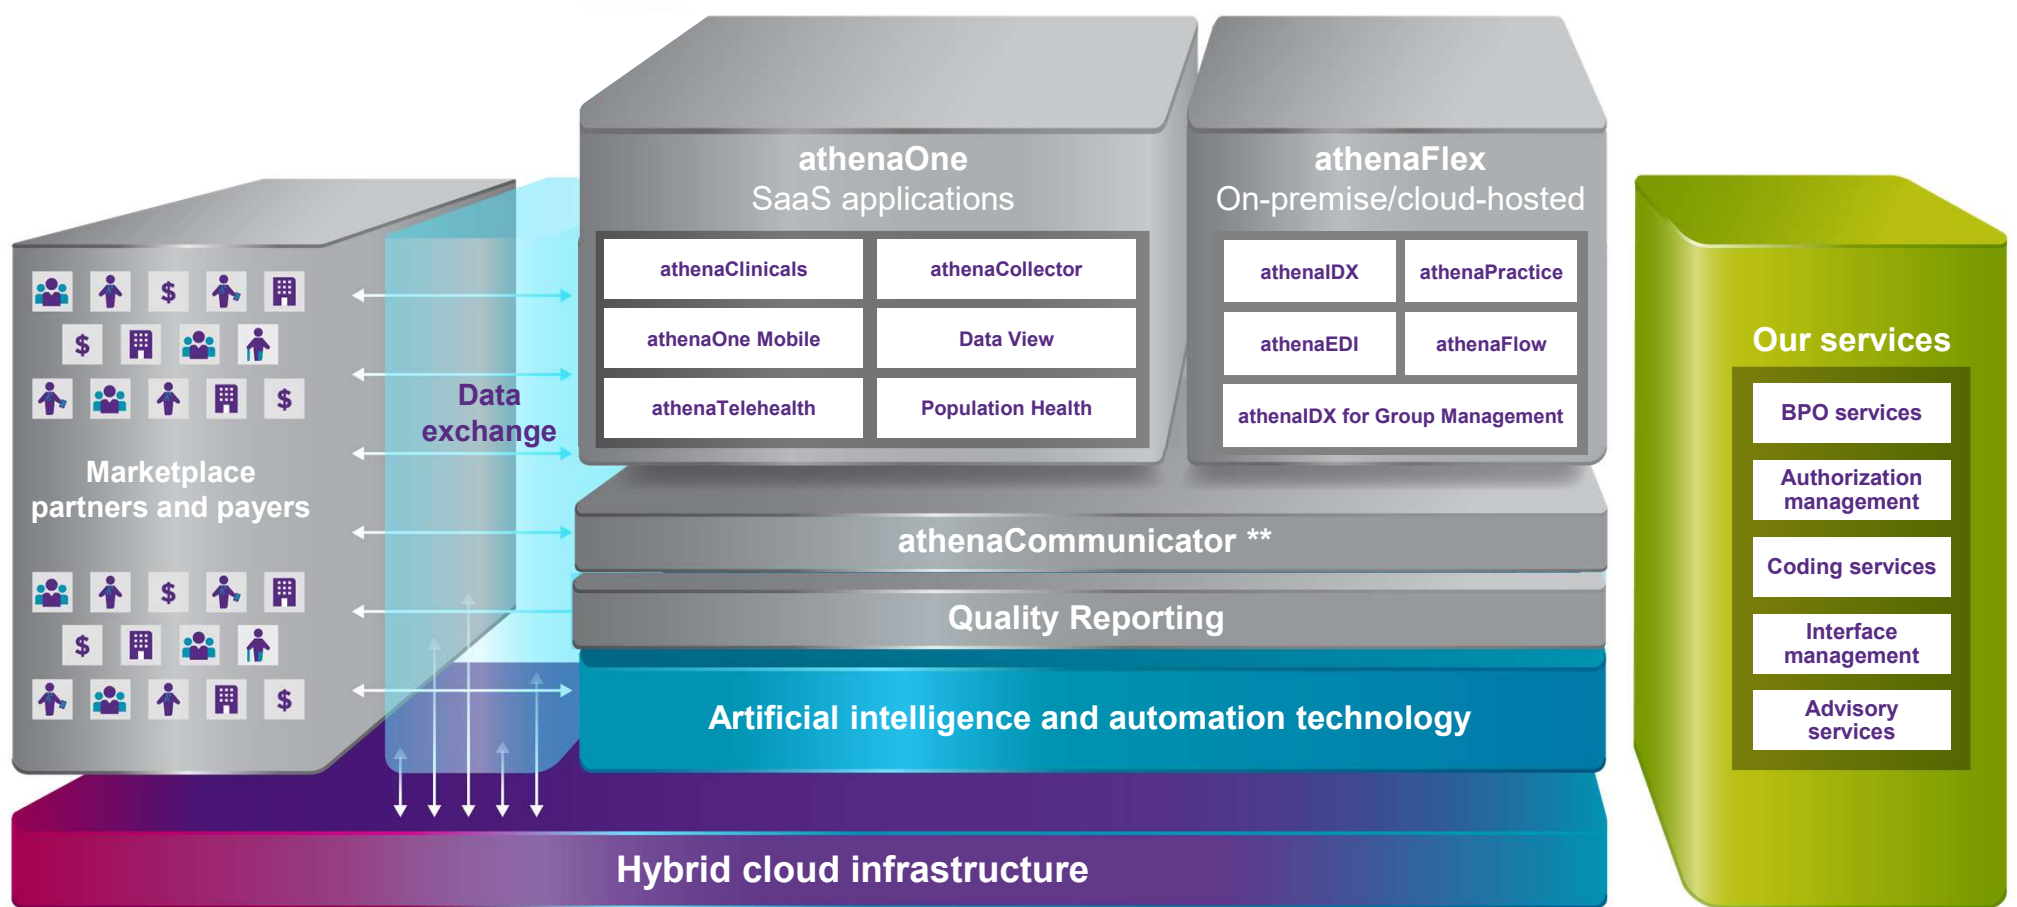 athenaOne
SaaS applications
athenaClinicals
athenaCollector
athenaOne Mobile
Data View
athenaTelehealth
Population Health
athenaFlex
On-premise/cloud-hosted
athenaIDX
athenaPractice
athenaEDI
athenaFlow
athenaIDX for Group Management
Marketplace
partners and payers
Data
exchange
athenaCommunicator **
Quality Reporting
Artificial intelligence and automation technology
Hybrid cloud infrastructure
Our services
BPO services
Authorization
management
Coding services
Interface
management
Advisory
services